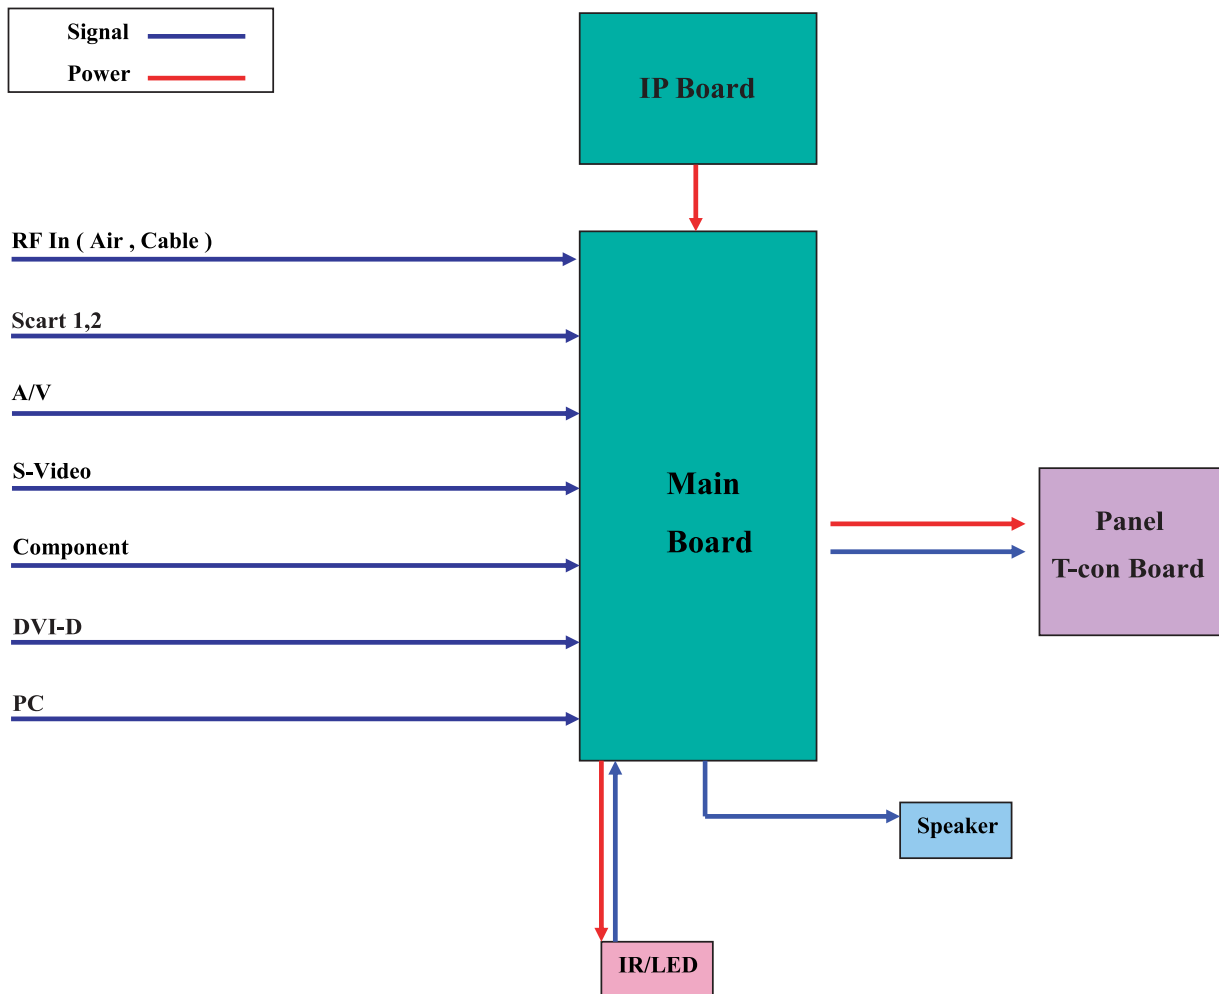 Signal
Power
IP Board
RF In ( Air , Cable )
Scart 1,2
A/V
S-Video
Component
DVI-D
PC
Main
Board
Panel
T-con Board
Speaker
IR/LED